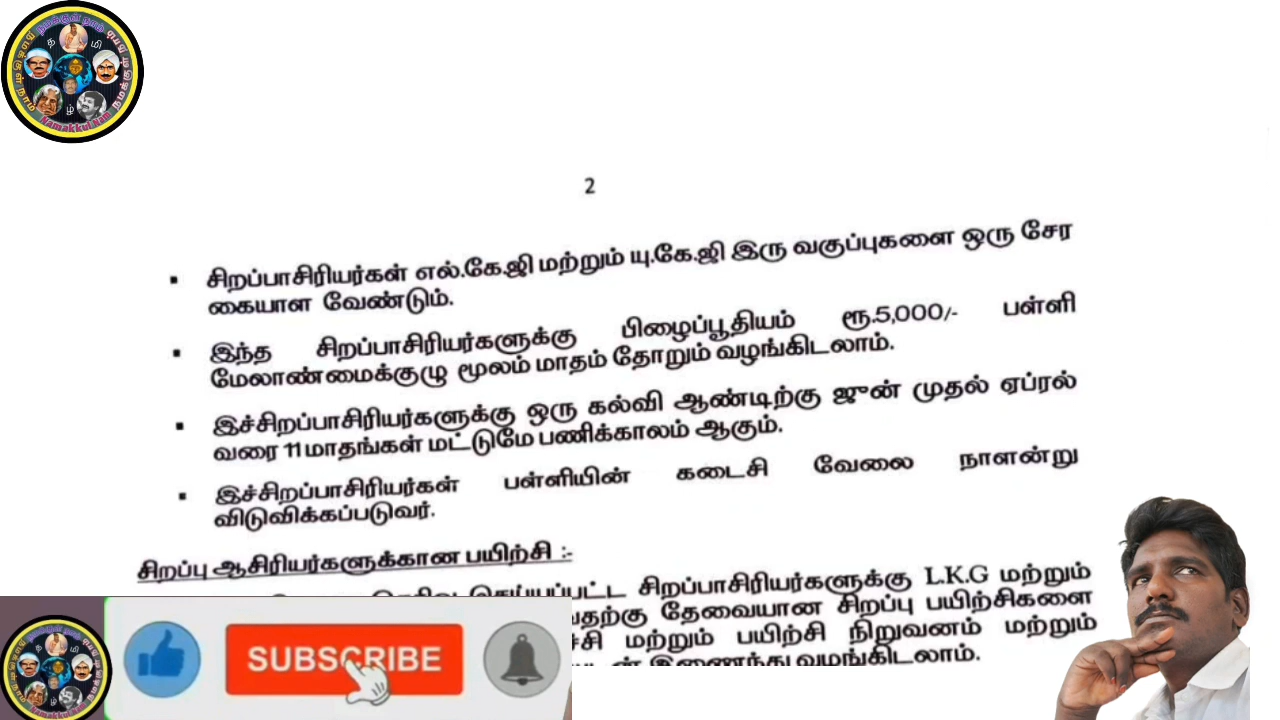 நமக்குள் நாம்
த மி
ழ்
Namakkul Nam
2
▪ சிறப்பாசிரியர்கள் எல்.கே.ஜி மற்றும் யு.கே.ஜி இரு வகுப்புகளை ஒரு சேர
கையாள வேண்டும்.
▪ இந்த சிறப்பாசிரியர்களுக்கு பிழைப்பூதியம் ரூ.5,000/- பள்ளி
மேலாண்மைக்குழு மூலம் மாதம் தோறும் வழங்கிடலாம்.
▪ இச்சிறப்பாசிரியர்களுக்கு ஒரு கல்வி ஆண்டிற்கு ஜுன் முதல் ஏப்ரல்
வரை 11 மாதங்கள் மட்டுமே பணிக்காலம் ஆகும்.
▪ இச்சிறப்பாசிரியர்கள் பள்ளியின் கடைசி வேலை நாளன்று
விடுவிக்கப்படுவர்.
சிறப்பு ஆசிரியர்களுக்கான பயிற்சி :-
சிறப்பாசிரியர்களுக்கு L.K.G மற்றும்
தேவையான சிறப்பு பயிற்சிகளை
மற்றும் பயிற்சி நிறுவனம் மற்றும்
இணைந்து வழங்கிடலாம்.
SUBSCRIBE